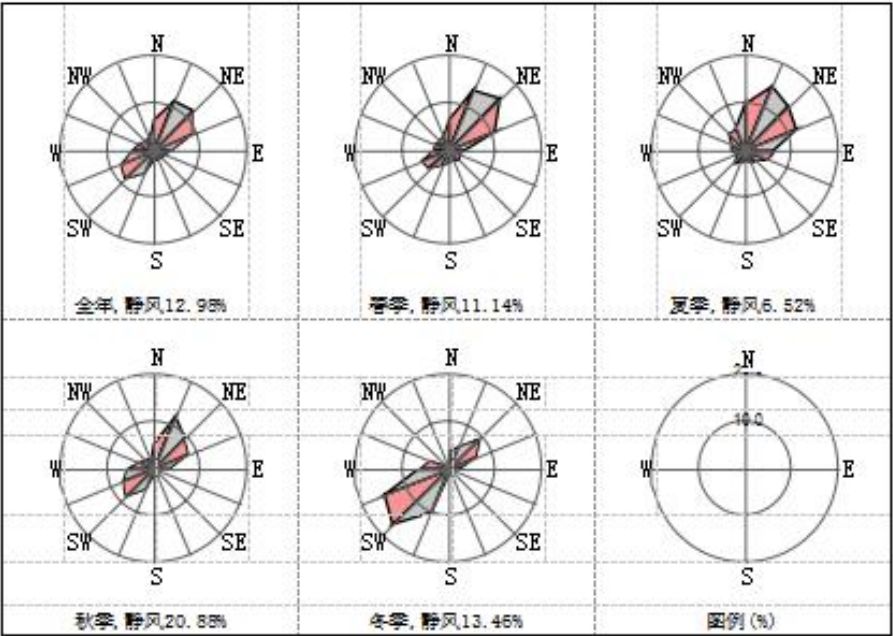 N N N
NW NE NW NE NW NE
W E W E W E
SW SE SW SE SW SE
S S S
全年,静风12.98% 春季,静风11.14% 夏季,静风6.52%
N N N
NW NE NW NE
10.0
W E W E W E
SW SE SW SE
S S S
秋季,静风20.88% 冬季,静风13.46% 图例(%)